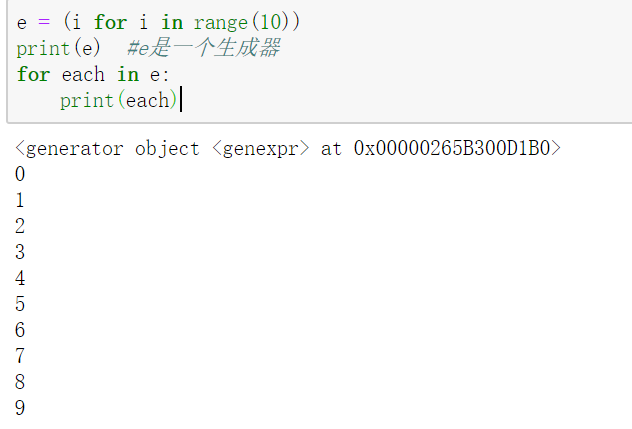 e = (i for i in range(10))
print(e)  #e是一个生成器
for each in e:
    print(each)
<generator object <genexpr> at 0x00000265B300D1B0>
0
1
2
3
4
5
6
7
8
9